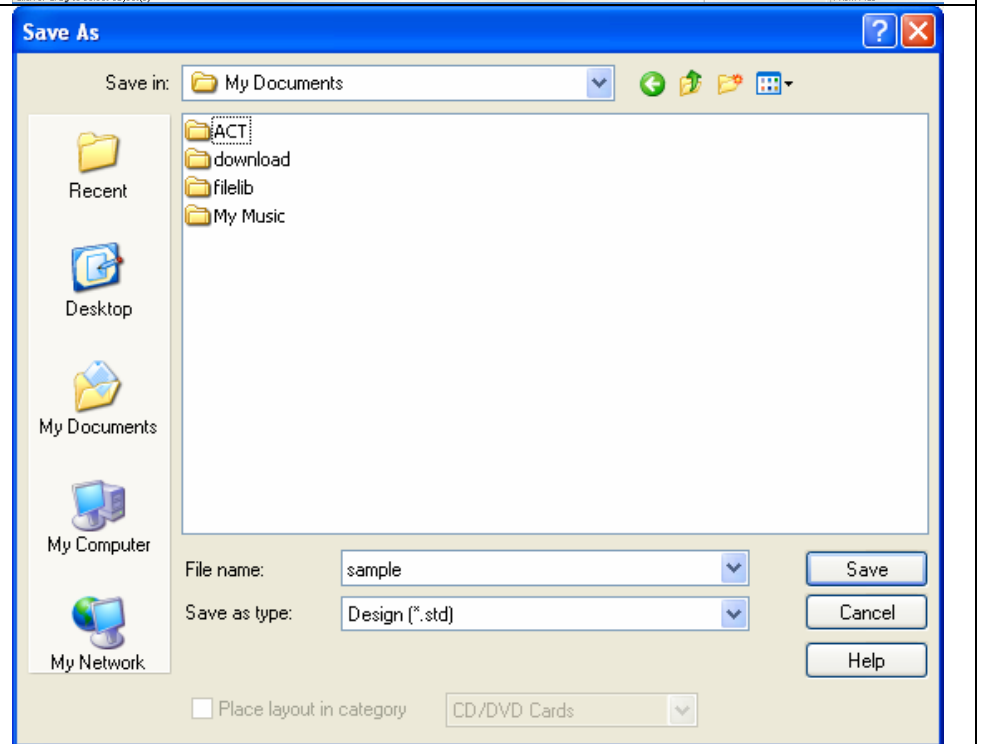 Save As
Save in: My Documents
ACT
download
filelib
My Music
Recent
Desktop
My Documents
My Computer
My Network
File name: sample Save
Save as type: Design (*.std) Cancel
Help
Place layout in category CD/DVD Cards